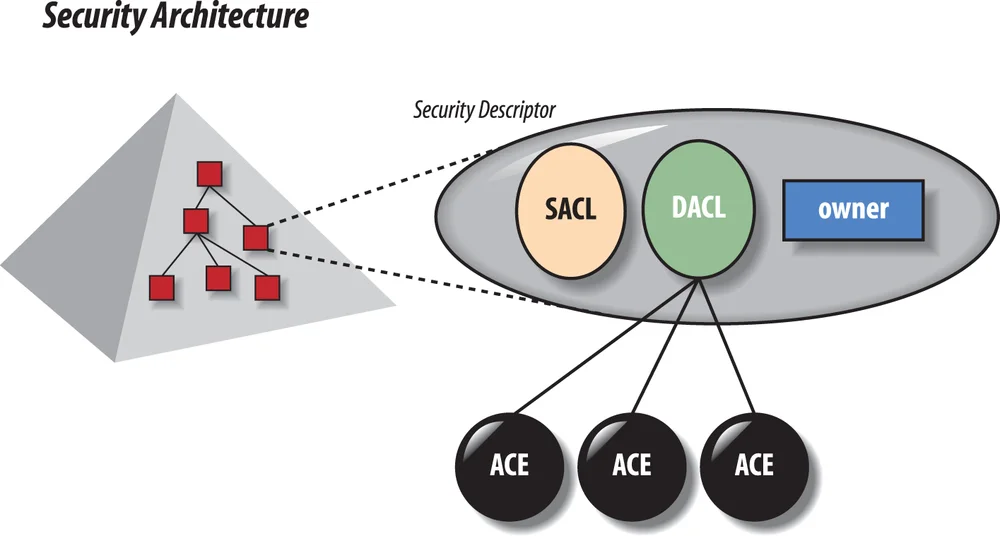 Security Architecture
Security Descriptor
SACL
DACL
owner
ACE
ACE
ACE